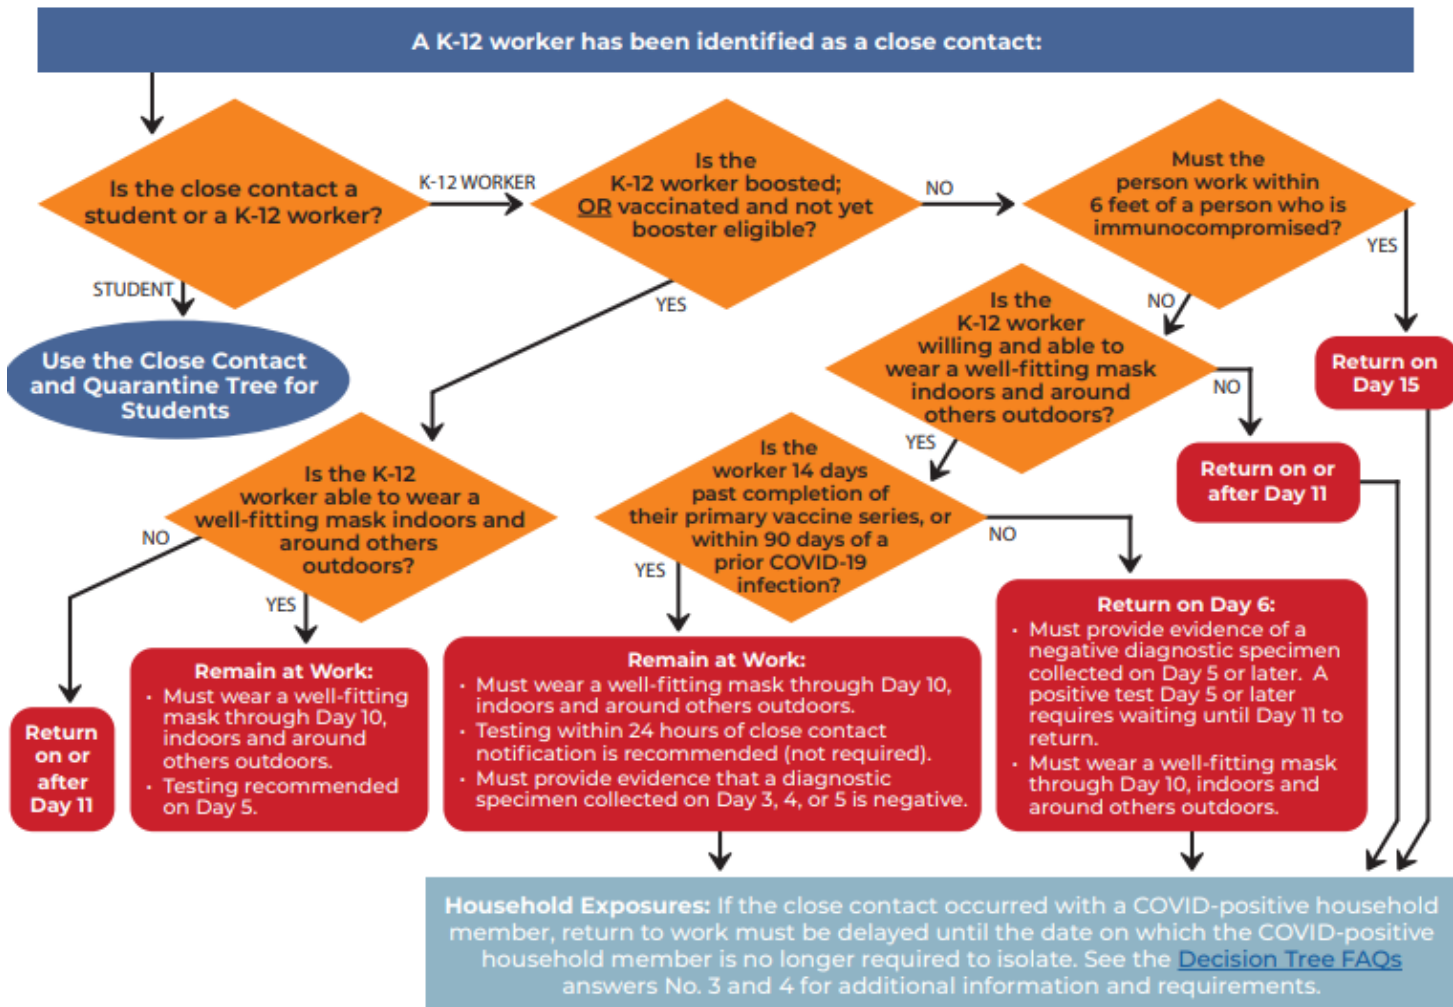 A K-12 worker has been identified as a close contact:
Is the close contact a
student or a K-12 worker?
K-12 WORKER
Is the
K-12 worker boosted;
OR vaccinated and not yet
booster eligible?
NO
Must the
person work within
6 feet of a person who is
immunocompromised?
YES
STUDENT
YES
NO
Use the Close Contact
and Quarantine Tree for
Students
Is the
K-12 worker
willing and able to
wear a well-fitting mask
indoors and around
others outdoors?
NO
YES
Return on
Day 15
Return on or
after Day 11
Is the K-12
worker able to wear a
well-fitting mask indoors and
around others
outdoors?
NO
YES
Is the
worker 14 days
past completion of
their primary vaccine series, or
within 90 days of a
prior COVID-19
infection?
YES
NO
Return
on or
after
Day 11
Remain at Work:
• Must wear a well-fitting
mask through Day 10,
indoors and around
others outdoors.
• Testing recommended
on Day 5.
Remain at Work:
• Must wear a well-fitting mask through Day 10,
indoors and around others outdoors.
• Testing within 24 hours of close contact
notification is recommended (not required).
• Must provide evidence that a diagnostic
specimen collected on Day 3, 4, or 5 is negative.
Return on Day 6:
• Must provide evidence of a
negative diagnostic specimen
collected on Day 5 or later. A
positive test Day 5 or later
requires waiting until Day 11 to
return.
• Must wear a well-fitting mask
through Day 10, indoors and
around others outdoors.
Household Exposures: If the close contact occurred with a COVID-positive household
member, return to work must be delayed until the date on which the COVID-positive
household member is no longer required to isolate. See the Decision Tree FAQs
answers No. 3 and 4 for additional information and requirements.